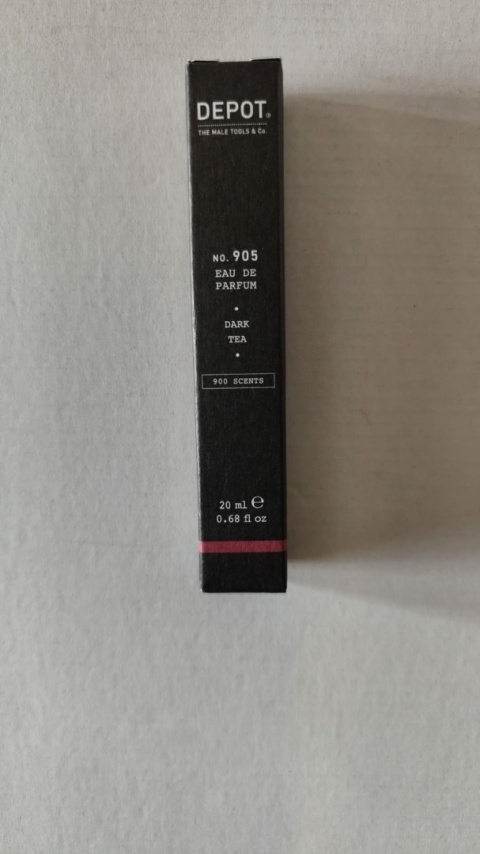 DEPOT®
THE MALE TOOLS & Co.
NO. 905
EAU DE
PARFUM
DARK
TEA
900 SCENTS
20 ml ℮
0.68 fl oz